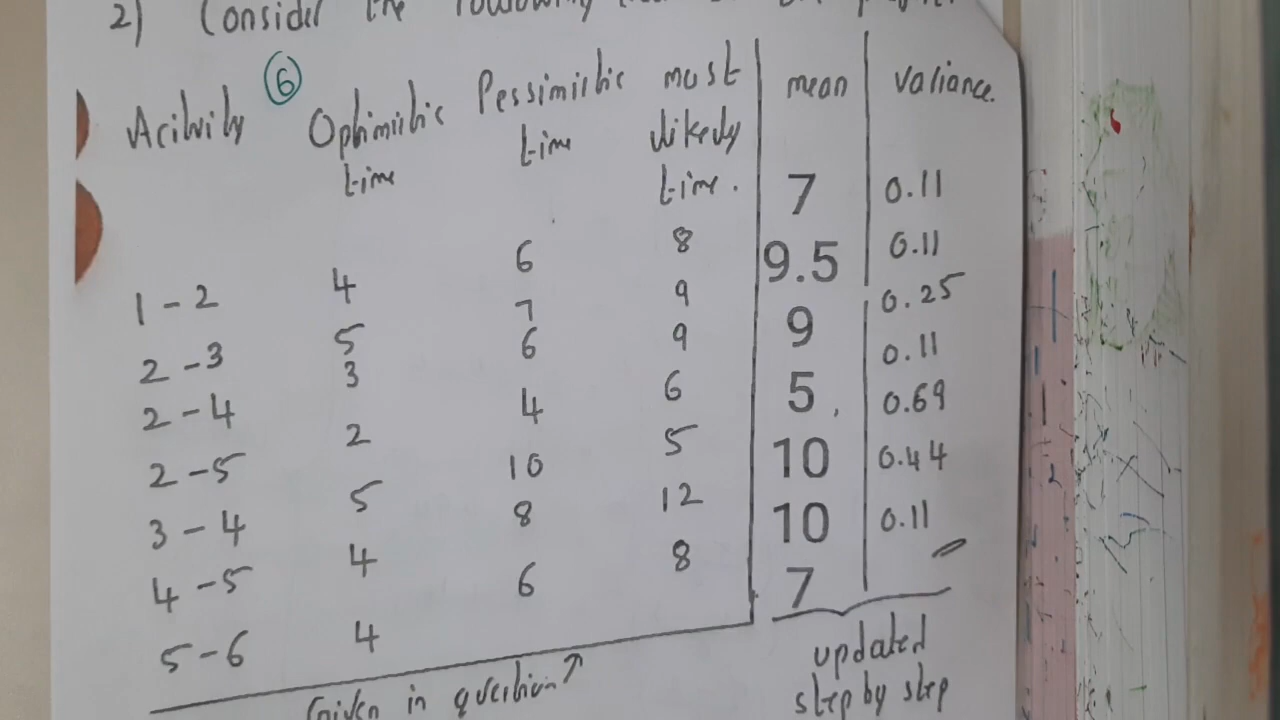 2) Consider the following
6
Activity Optimistic time Pessimistic time most likely time. mean variance.
1-2 4 6 8 7 0.11
2-3 5 7 9 9.5 0.11
2-4 3 6 9 9 0.25
2-5 2 4 6 5 0.11
3-4 5 10 5 10 0.69
4-5 4 8 12 10 0.44
5-6 4 6 8 7 0.11
Given in question
updated
step by step